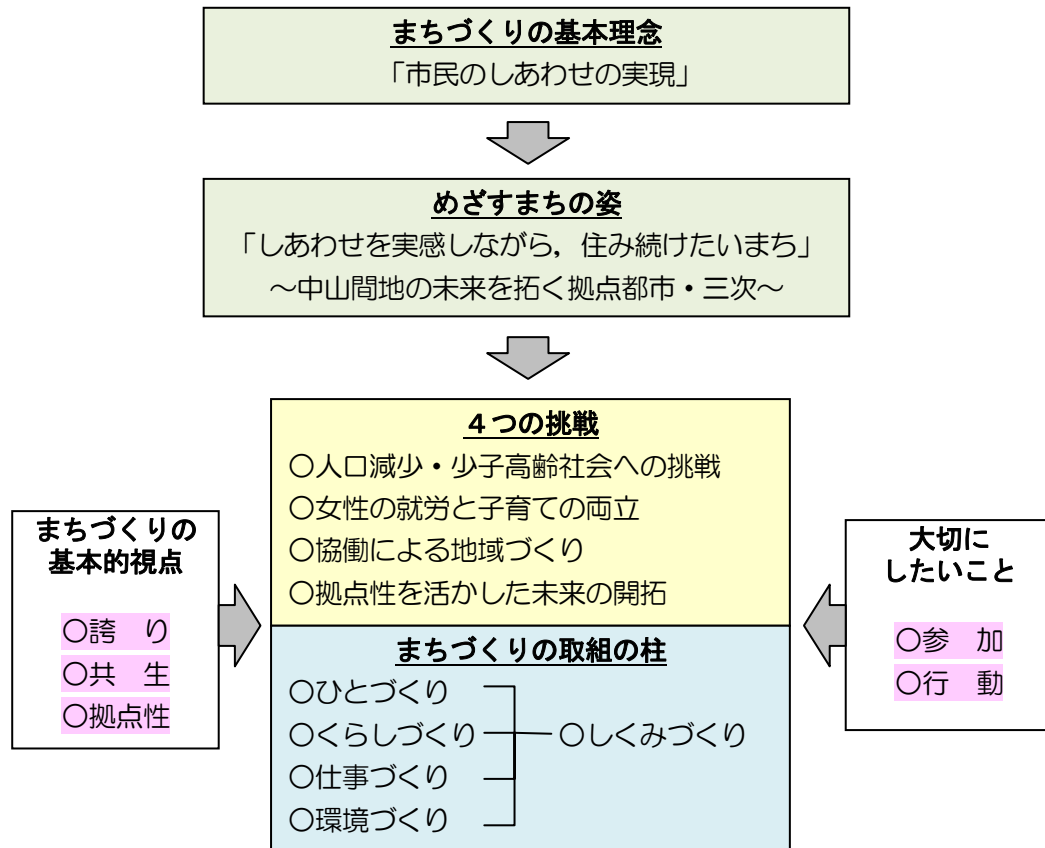 まちづくりの基本理念
「市民のしあわせの実現」
めざすまちの姿
「しあわせを実感しながら，住み続けたいまち」
～中山間地の未来を拓く拠点都市・三次～
４つの挑戦
○人口減少・少子高齢社会への挑戦
○女性の就労と子育ての両立
○協働による地域づくり
○拠点性を活かした未来の開拓
まちづくりの
基本的視点
○誇　り
○共　生
○拠点性
大切に
したいこと
○参　加
○行　動
まちづくりの取組の柱
○ひとづくり
○くらしづくり
○しくみづくり
○仕事づくり
○環境づくり